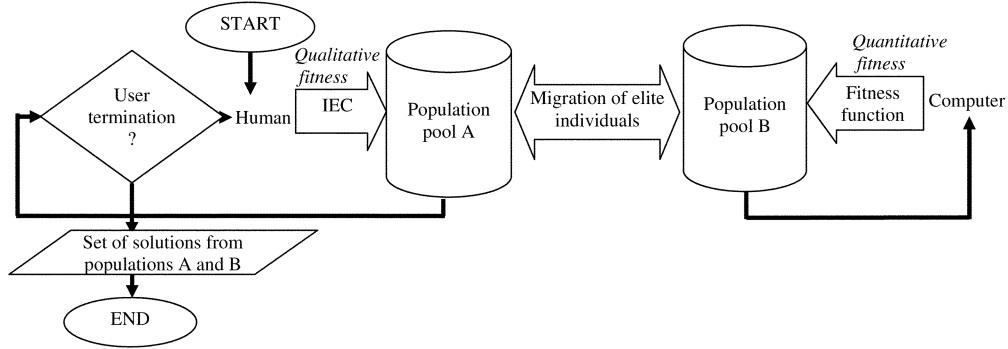 START
User
termination
?
Human
Qualitative
fitness
IEC
Population
pool A
Migration of elite
individuals
Population
pool B
Quantitative
fitness
Fitness
function
Computer
Set of solutions from
populations A and B
END